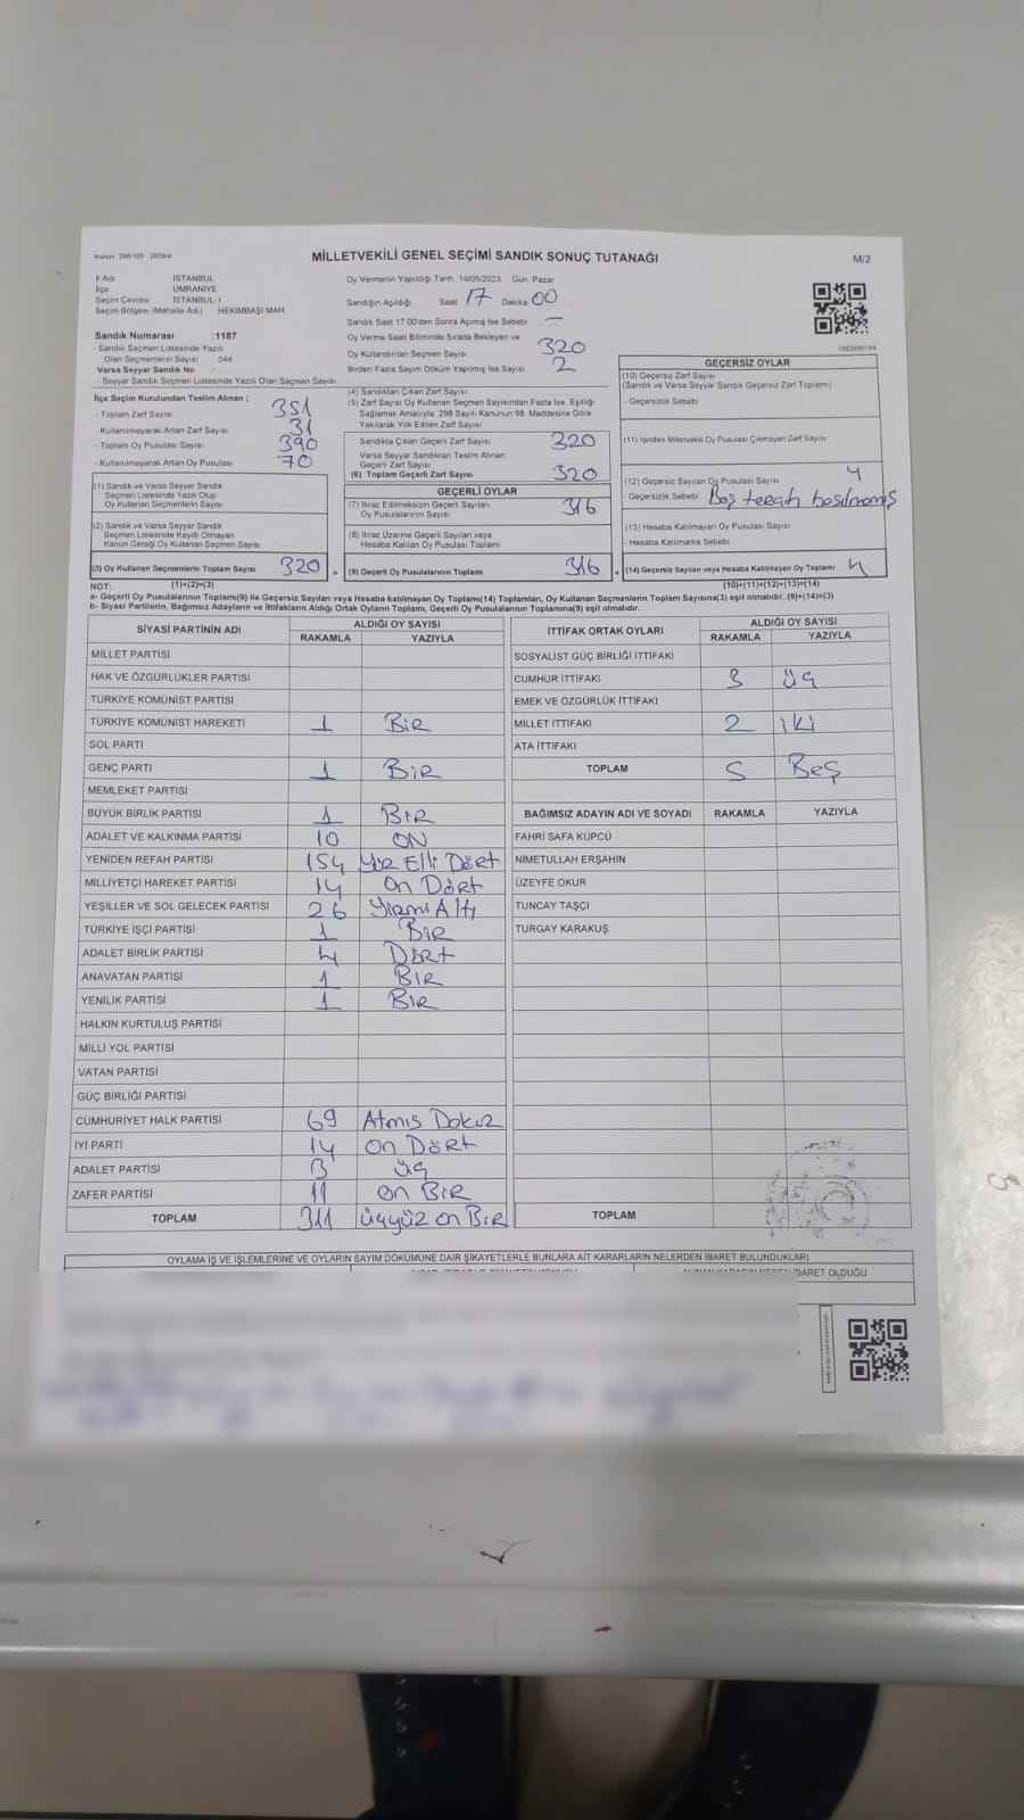 MİLLETVEKİLİ GENEL SEÇİMİ SANDIK SONUÇ TUTANAĞI
M/2
İl Adı İSTANBUL
İlçe ÜMRANİYE
Seçim Çevresi İSTANBUL-1
Seçim Bölgesi (Mahalle Adı) HEKİMBAŞI MAH
Sandık Numarası :1187
- Sandık Seçmen Listesinde Yazılı
Olan Seçmenlerin Sayısı
Varsa Seyyar Sandık No
- Seyyar Sandık Seçmen Listesinde Yazılı Olan Seçmen Sayısı
İlçe Seçim Kurulundan Teslim Alınan :
- Toplam Zarf Sayısı 351
Kullanılmayarak Artan Zarf Sayısı 31
- Toplam Oy Pusulası Sayısı 390
- Kullanılmayarak Artan Oy Pusulası 70
(1) Sandık ve Varsa Seyyar Sandık
Seçmen Listesinde Yazılı Olup
Oy Kullanan Seçmenlerin Sayısı
(2) Sandık ve Varsa Seyyar Sandık
Seçmen Listesinde Kaydı Olmayan
Kanun Gereği Oy Kullanan Seçmen Sayısı
(3) Oy Kullanan Seçmenlerin Toplam Sayısı 320
Oy Vermenin Yapıldığı Tarih 14/05/2023 Gün Pazar
Sandığın Açıldığı Saat 17 Dakika 00
Sandık Saat 17.00'den Sonra Açılmış İse Sebebi —
Oy Verme Saati Bitiminde Sırada Bekleyen ve
Oy Kullandırılan Seçmen Sayısı 320
Birden Fazla Sayım Döküm Yapılmış İse Sayısı 2
(4) Sandıktan Çıkan Zarf Sayısı
(5) Zarf Sayısı Oy Kullanan Seçmen Sayısından Fazla İse, Eşitliği
Sağlamak Amacıyla, 298 Sayılı Kanunun 98. Maddesine Göre
Yakılarak Yok Edilen Zarf Sayısı
Sandıkta Çıkan Geçerli Zarf Sayısı 320
Varsa Seyyar Sandıktan Teslim Alınan
Geçerli Zarf Sayısı
(6) Toplam Geçerli Zarf Sayısı 320
GEÇERLİ OYLAR
(7) İtiraz Edilmeksizin Geçerli Sayılan
Oy Pusulalarının Sayısı 316
(8) İtiraz Üzerine Geçerli Sayılan veya
Hesaba Katılan Oy Pusulası Toplamı
(9) Geçerli Oy Pusulalarının Toplamı 316
GEÇERSİZ OYLAR
(10) Geçersiz Zarf Sayısı
(Sandık ve Varsa Seyyar Sandık Geçersiz Zarf Toplamı)
- Geçersizlik Sebebi
(11) İçinden Milletvekili Oy Pusulası Çıkmayan Zarf Sayısı
(12) Geçersiz Sayılan Oy Pusulası Sayısı 4
- Geçersizlik Sebebi Boş tercih basılmamış
(13) Hesaba Katılmayan Oy Pusulası Sayısı
- Hesaba Katılmama Sebebi
(14) Geçersiz Sayılan veya Hesaba Katılmayan Oy Toplamı 4
NOT: (1)+(2)=(3) (10)+(11)+(12)+(13)=(14)
a- Geçerli Oy Pusulalarının Toplamı(9) ile Geçersiz Sayılan veya Hesaba katılmayan Oy Toplamı(14) Toplamları, Oy Kullanan Seçmenlerin Toplam Sayısına(3) eşit olmalıdır. (9)+(14)=(3)
b- Siyasi Partilerin, Bağımsız Adayların ve İttifakların Aldığı Ortak Oyların Toplamı, Geçerli Oy Pusulalarının Toplamına(9) eşit olmalıdır.
SİYASİ PARTİNİN ADI ALDIĞI OY SAYISI
RAKAMLA YAZIYLA
MİLLET PARTİSİ
HAK VE ÖZGÜRLÜKLER PARTİSİ
TÜRKİYE KOMÜNİST PARTİSİ
TÜRKİYE KOMÜNİST HAREKETİ 1 BİR
SOL PARTİ
GENÇ PARTİ 1 BİR
MEMLEKET PARTİSİ
BÜYÜK BİRLİK PARTİSİ 1 BİR
ADALET VE KALKINMA PARTİSİ 10 ON
YENİDEN REFAH PARTİSİ 154 Yüz Elli Dört
MİLLİYETÇİ HAREKET PARTİSİ 14 On Dört
YEŞİLLER VE SOL GELECEK PARTİSİ 26 Yirmi Altı
TÜRKİYE İŞÇİ PARTİSİ 1 BİR
ADALET BİRLİK PARTİSİ 4 Dört
ANAVATAN PARTİSİ 1 BİR
YENİLİK PARTİSİ 1 BİR
HALKIN KURTULUŞ PARTİSİ
MİLLİ YOL PARTİSİ
VATAN PARTİSİ
GÜÇ BİRLİĞİ PARTİSİ
CUMHURİYET HALK PARTİSİ 69 Atmış Dokuz
İYİ PARTİ 14 On Dört
ADALET PARTİSİ 3 üç
ZAFER PARTİSİ 11 on BİR
TOPLAM 311 üçyüz on BİR
İTTİFAK ORTAK OYLARI ALDIĞI OY SAYISI
RAKAMLA YAZIYLA
SOSYALİST GÜÇ BİRLİĞİ İTTİFAKI
CUMHUR İTTİFAKI 3 üç
EMEK VE ÖZGÜRLÜK İTTİFAKI
MİLLET İTTİFAKI 2 iki
ATA İTTİFAKI
TOPLAM 5 Beş
BAĞIMSIZ ADAYIN ADI VE SOYADI RAKAMLA YAZIYLA
FAHRİ SAFA KÜPCÜ
NİMETULLAH ERŞAHİN
ÜZEYFE OKUR
TUNCAY TAŞÇI
TURGAY KARAKUŞ
TOPLAM
OYLAMA İŞ VE İŞLEMLERİNE VE OYLARIN SAYIM DÖKÜMÜNE DAİR ŞİKAYETLERLE BUNLARA AİT KARARLARIN NELERDEN İBARET BULUNDUKLARI
OLDUĞU